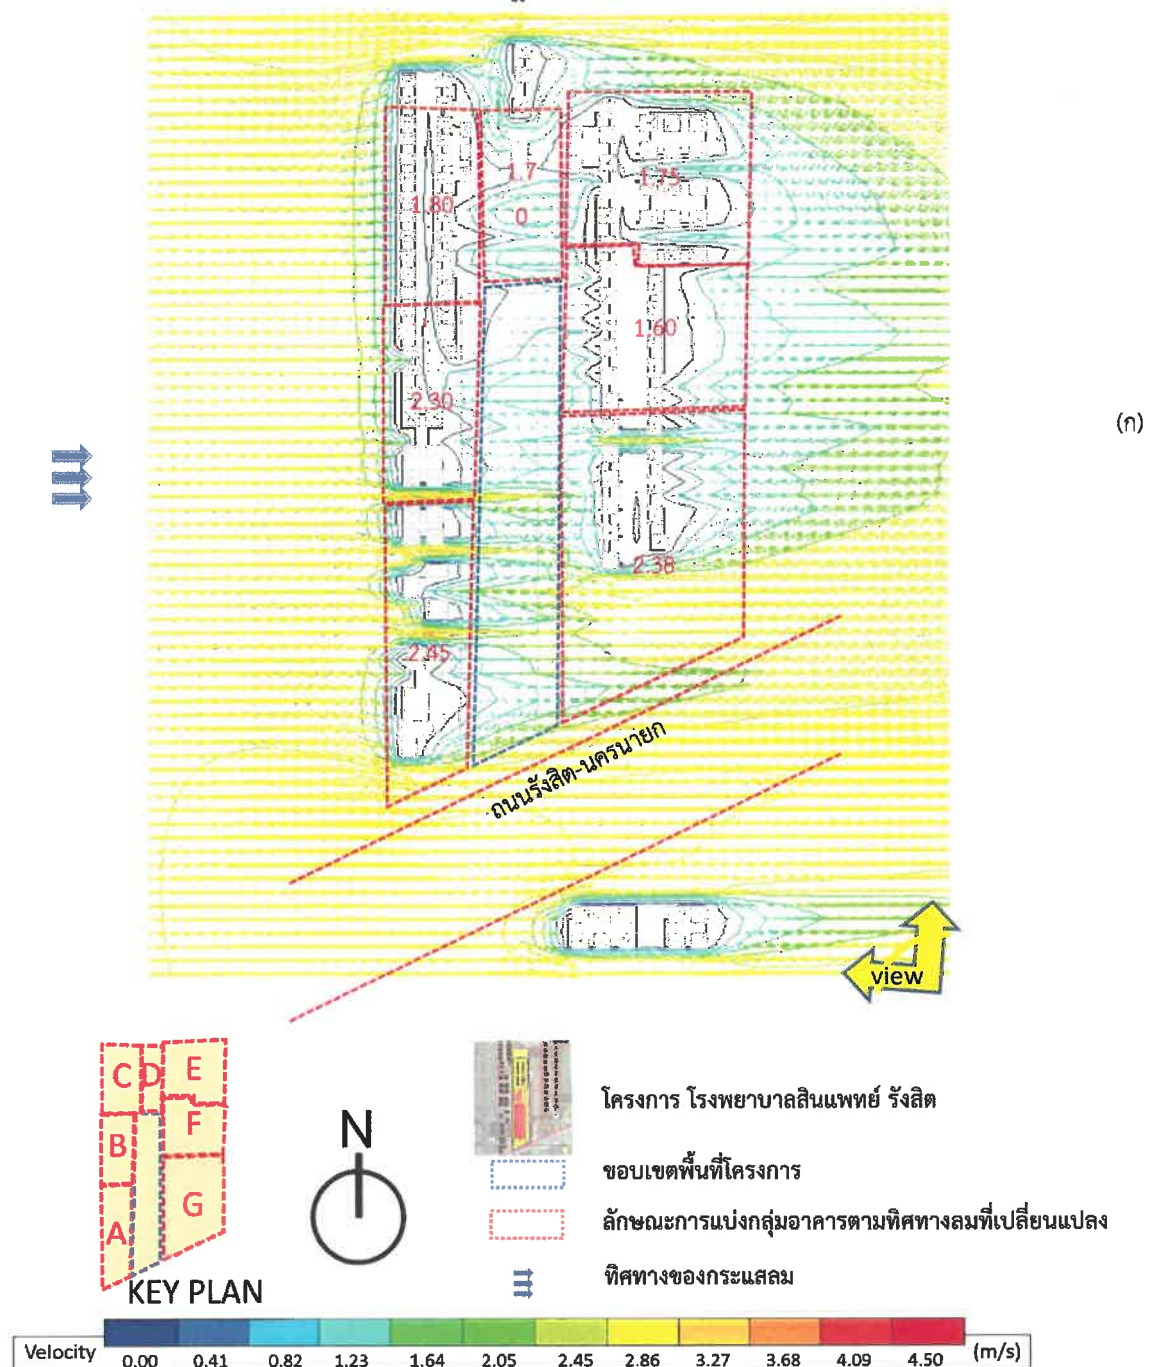 1.7
1.75
1.80
0
1.60
2.30
(ก)
2.38
2.45
ถนนรังสิต-นครนายก
view
C D E
โครงการ โรงพยาบาลสินแพทย์ รังสิต
B F N
ขอบเขตพื้นที่โครงการ
A G
ลักษณะการแบ่งกลุ่มอาคารตามทิศทางลมที่เปลี่ยนแปลง
KEY PLAN
ทิศทางของกระแสลม
Velocity 0.00 0.41 0.82 1.23 1.64 2.05 2.45 2.86 3.27 3.68 4.09 4.50 (m/s)